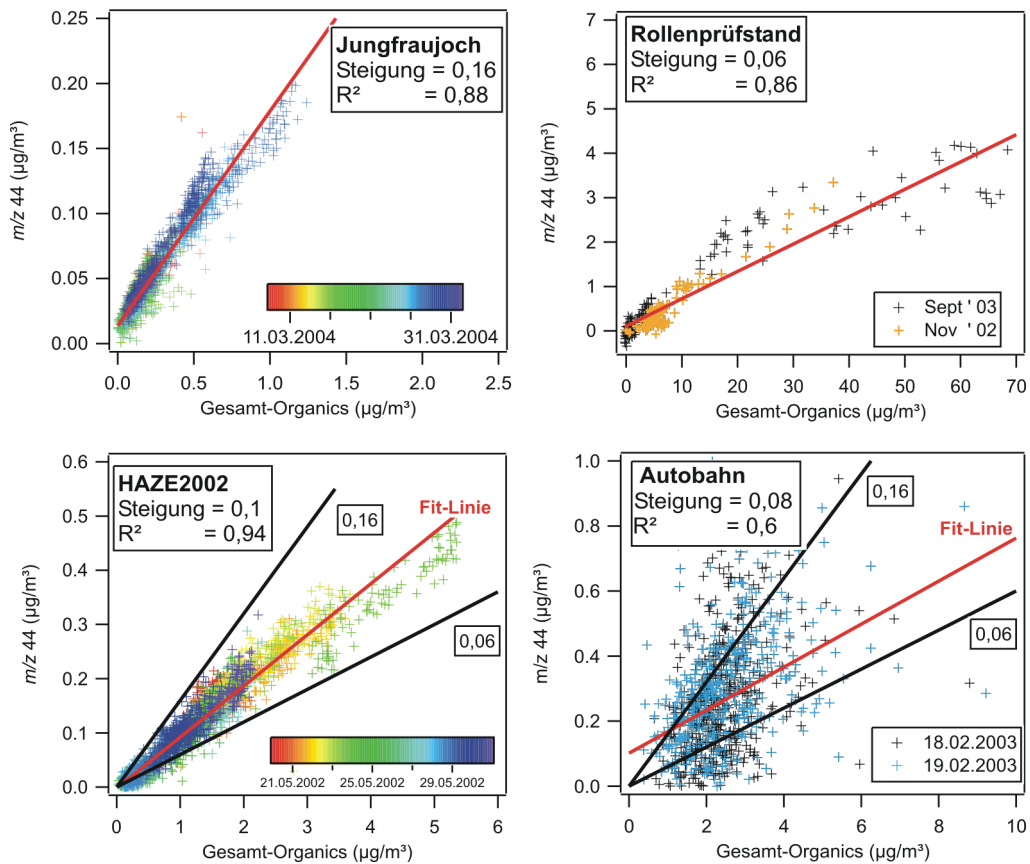 Jungfraujoch
Steigung = 0,16
R² = 0,88
m/z 44 (µg/m³)
0.25
0.20
0.15
0.10
0.05
0.00
11.03.2004 31.03.2004
0.0 0.5 1.0 1.5 2.0 2.5
Gesamt-Organics (µg/m³)
Rollenprüfstand
Steigung = 0,06
R² = 0,86
m/z 44 (µg/m³)
7
6
5
4
3
2
1
0
Sept ' 03
Nov ' 02
0 10 20 30 40 50 60 70
Gesamt-Organics (µg/m³)
HAZE2002
Steigung = 0,1
R² = 0,94
Fit-Linie
0,16
0,06
m/z 44 (µg/m³)
0.6
0.5
0.4
0.3
0.2
0.1
0.0
21.05.2002 25.05.2002 29.05.2002
0 1 2 3 4 5 6
Gesamt-Organics (µg/m³)
Autobahn
Steigung = 0,08
R² = 0,6
0,16
Fit-Linie
0,06
m/z 44 (µg/m³)
1.0
0.8
0.6
0.4
0.2
0.0
18.02.2003
19.02.2003
0 2 4 6 8 10
Gesamt-Organics (µg/m³)